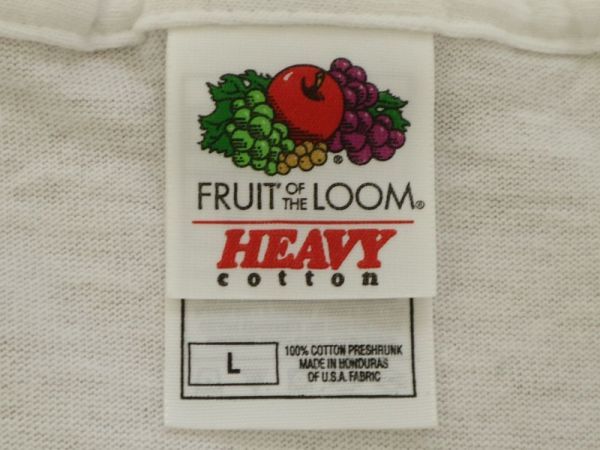 ®
FRUIT OF THE LOOM®
HEAVY
cotton
L
100% COTTON PRESHRUNK
MADE IN HONDURAS
OF U.S.A. FABRIC